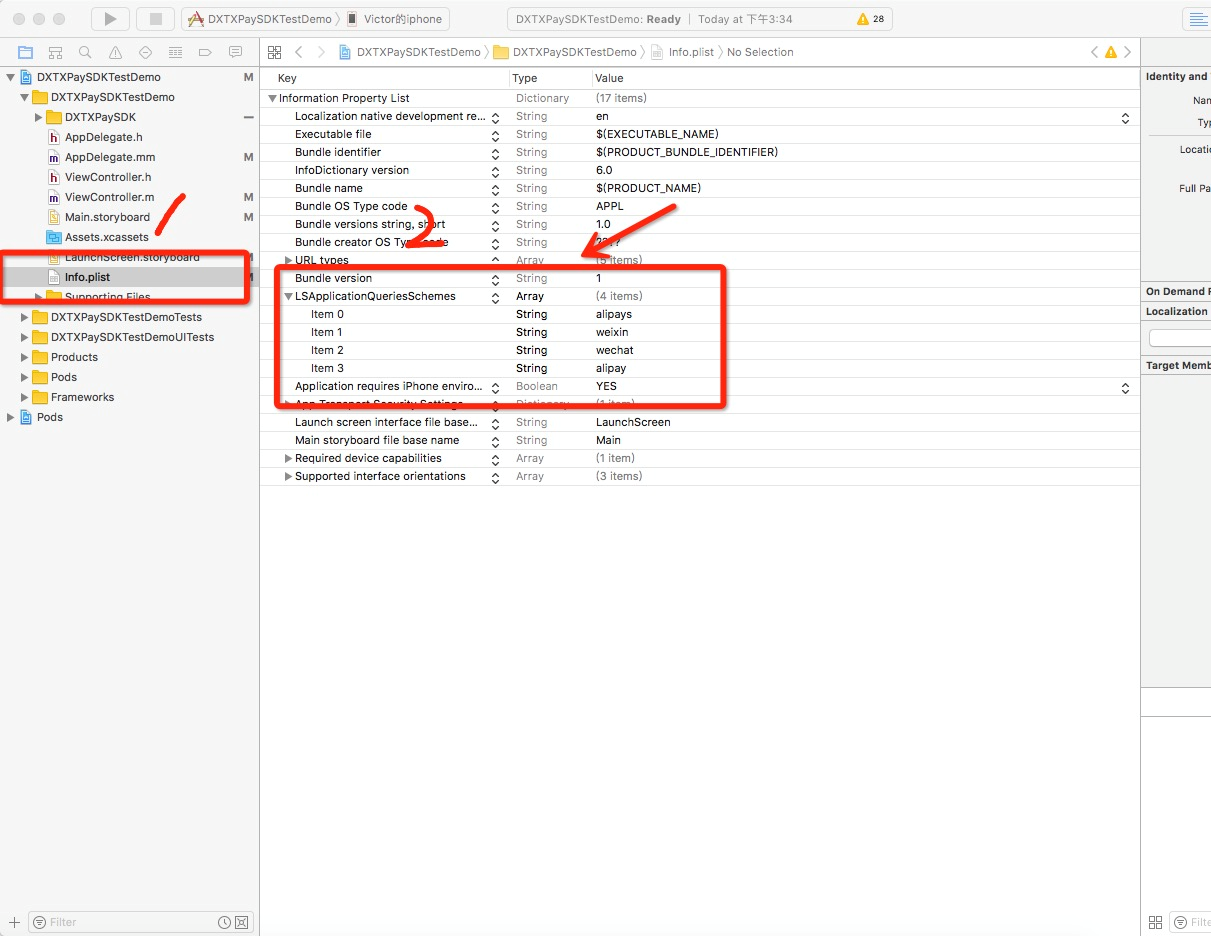 DXTXPaySDKTestDemo Victor的iphone DXTXPaySDKTestDemo: Ready Today at 下午3:34 28
DXTXPaySDKTestDemo DXTXPaySDKTestDemo Info.plist No Selection
DXTXPaySDKTestDemo M
DXTXPaySDKTestDemo
DXTXPaySDK
AppDelegate.h
AppDelegate.mm M
ViewController.h
ViewController.m M
Main.storyboard M
Assets.xcassets
LaunchScreen.storyboard
Info.plist
Supporting Files
DXTXPaySDKTestDemoTests
DXTXPaySDKTestDemoUITests
Products
Pods
Frameworks
Pods
2
Key Type Value
Information Property List Dictionary (17 items)
Localization native development re... String en
Executable file String $(EXECUTABLE_NAME)
Bundle identifier String $(PRODUCT_BUNDLE_IDENTIFIER)
InfoDictionary version String 6.0
Bundle name String $(PRODUCT_NAME)
Bundle OS Type code String APPL
Bundle versions string, short String 1.0
Bundle creator OS Type code String ????
URL types Array (5 items)
Bundle version String 1
LSApplicationQueriesSchemes Array (4 items)
Item 0 String alipays
Item 1 String weixin
Item 2 String wechat
Item 3 String alipay
Application requires iPhone enviro... Boolean YES
App Transport Security Settings Dictionary (1 item)
Launch screen interface file base... String LaunchScreen
Main storyboard file base name String Main
Required device capabilities Array (1 item)
Supported interface orientations Array (3 items)
Identity and
Nam
Typ
Locatio
Full Pa
On Demand R
Localization
Target Memb
Filter
Filte